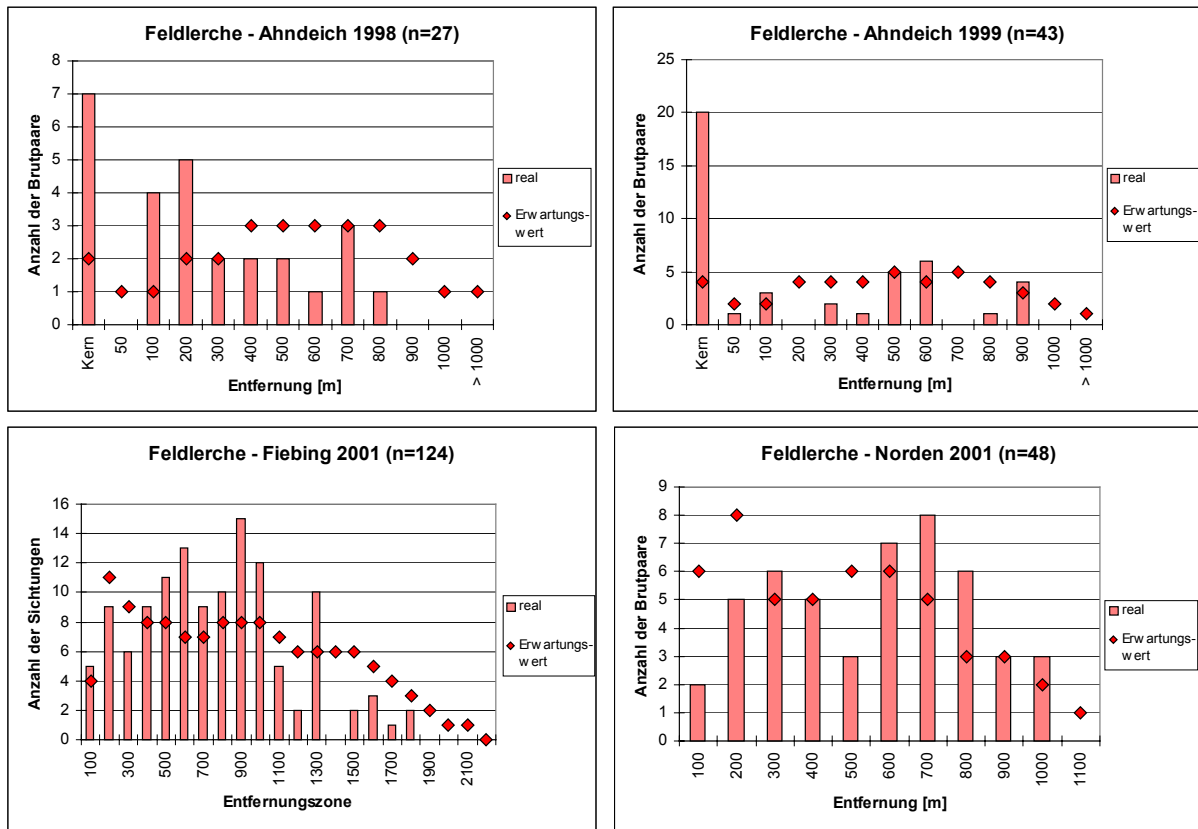 Feldlerche - Ahndeich 1998 (n=27)
Anzahl der Brutpaare
8
7
6
5
4
3
2
1
0
Kern 50 100 200 300 400 500 600 700 800 900 1000 > 1000
Entfernung [m]
real
Erwartungs-
wert
Feldlerche - Ahndeich 1999 (n=43)
Anzahl der Brutpaare
25
20
15
10
5
0
Kern 50 100 200 300 400 500 600 700 800 900 1000 > 1000
Entfernung [m]
real
Erwartungs-
wert
Feldlerche - Fiebing 2001 (n=124)
Anzahl der Sichtungen
16
14
12
10
8
6
4
2
0
100 300 500 700 900 1100 1300 1500 1700 1900 2100
Entfernungszone
real
Erwartungs-
wert
Feldlerche - Norden 2001 (n=48)
Anzahl der Brutpaare
9
8
7
6
5
4
3
2
1
0
100 200 300 400 500 600 700 800 900 1000 1100
Entfernung [m]
real
Erwartungs-
wert